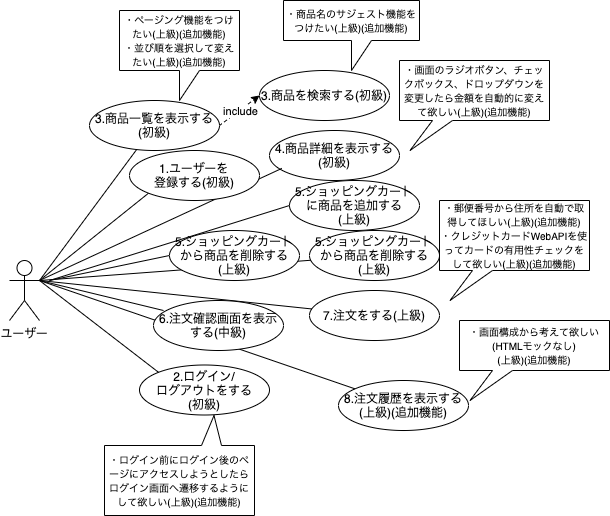 ・ページング機能をつけ
たい(上級)(追加機能)
・並び順を選択して変え
たい(上級)(追加機能)
・商品名のサジェスト機能を
つけたい(上級)(追加機能)
3.商品を検索する(初級)
・画面のラジオボタン、チェッ
クボックス、ドロップダウンを
変更したら金額を自動的に変え
て欲しい(上級)(追加機能)
3.商品一覧を表示する
(初級)
include
4.商品詳細を表示する
(初級)
1.ユーザーを
登録する(初級)
5.ショッピングカート
に商品を追加する
(上級)
・郵便番号から住所を自動で取
得してほしい(上級)(追加機能)
・クレジットカードWebAPIを使
ってカードの有用性チェックを
して欲しい(上級)(追加機能)
5.ショッピングカート
から商品を削除する
(上級)
5.ショッピングカート
から商品を削除する
(上級)
ユーザー
6.注文確認画面を表示
する(中級)
7.注文をする(上級)
・画面構成から考えて欲しい
(HTMLモックなし)
(上級)(追加機能)
2.ログイン/
ログアウトをする
(初級)
8.注文履歴を表示する
(上級)(追加機能)
・ログイン前にログイン後のペ
ージにアクセスしようとしたら
ログイン画面へ遷移するように
して欲しい(上級)(追加機能)